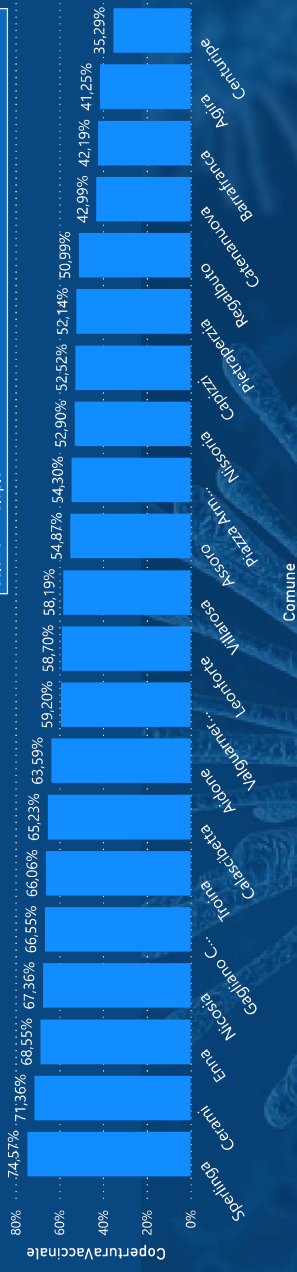 CoperturaVaccinale
80%
60%
40%
20%
0%
74,57%
71,36%
68,55%
67,36%
66,55%
66,06%
65,23%
63,59%
59,20%
58,70%
58,19%
54,87%
54,30%
52,90%
52,52%
52,14%
50,99%
42,99%
42,19%
41,25%
35,29%
Sperlinga
Cerami
Enna
Nicosia
Gagliano C...
Troina
Calascibetta
Aidone
Valguarner...
Leonforte
Villarosa
Assoro
Piazza Arm...
Nissoria
Capizzi
Pietraperzia
Regalbuto
Catenanuova
Barrafranca
Agira
Centuripe
Comune